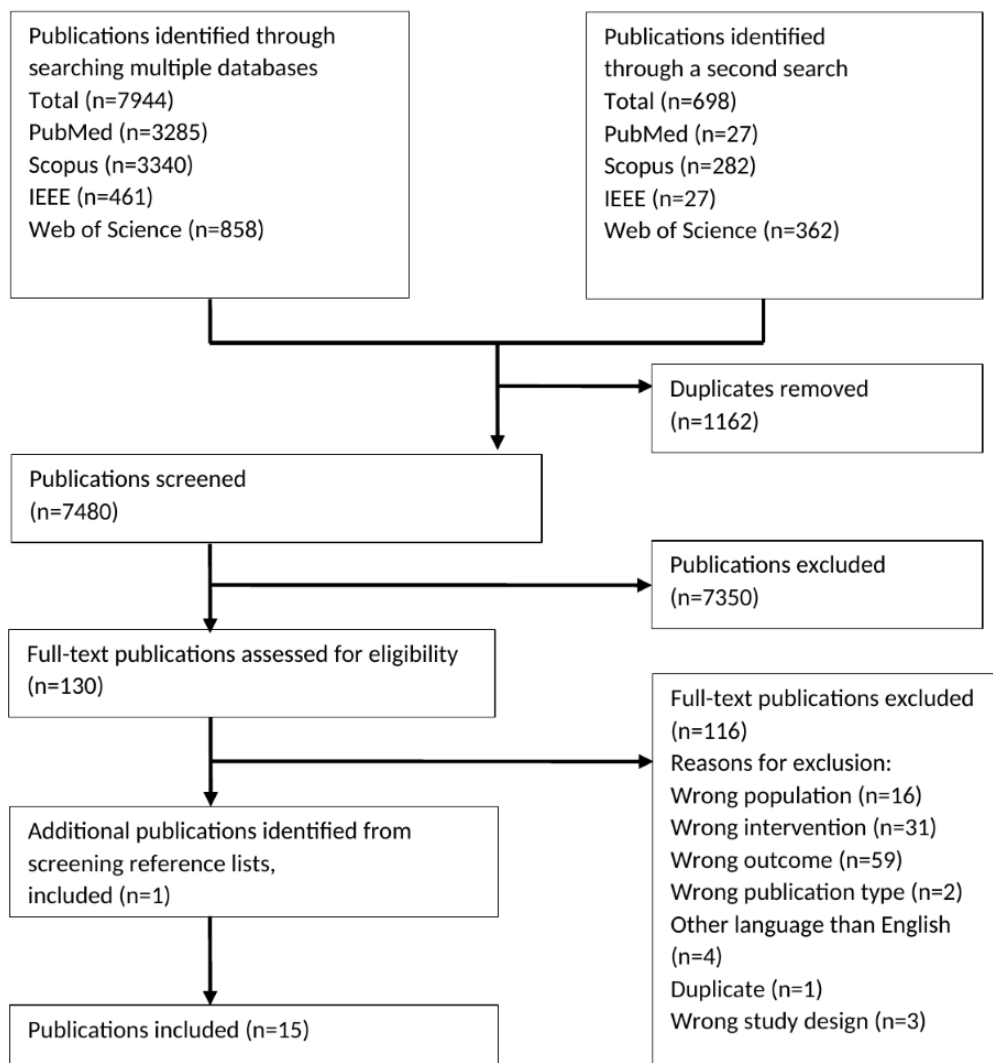 Publications identified through
searching multiple databases
Total (n=7944)
PubMed (n=3285)
Scopus (n=3340)
IEEE (n=461)
Web of Science (n=858)
Publications identified
through a second search
Total (n=698)
PubMed (n=27)
Scopus (n=282)
IEEE (n=27)
Web of Science (n=362)
Duplicates removed
(n=1162)
Publications screened
(n=7480)
Publications excluded
(n=7350)
Full-text publications assessed for eligibility
(n=130)
Full-text publications excluded
(n=116)
Reasons for exclusion:
Wrong population (n=16)
Wrong intervention (n=31)
Wrong outcome (n=59)
Wrong publication type (n=2)
Other language than English
(n=4)
Duplicate (n=1)
Wrong study design (n=3)
Additional publications identified from
screening reference lists,
included (n=1)
Publications included (n=15)